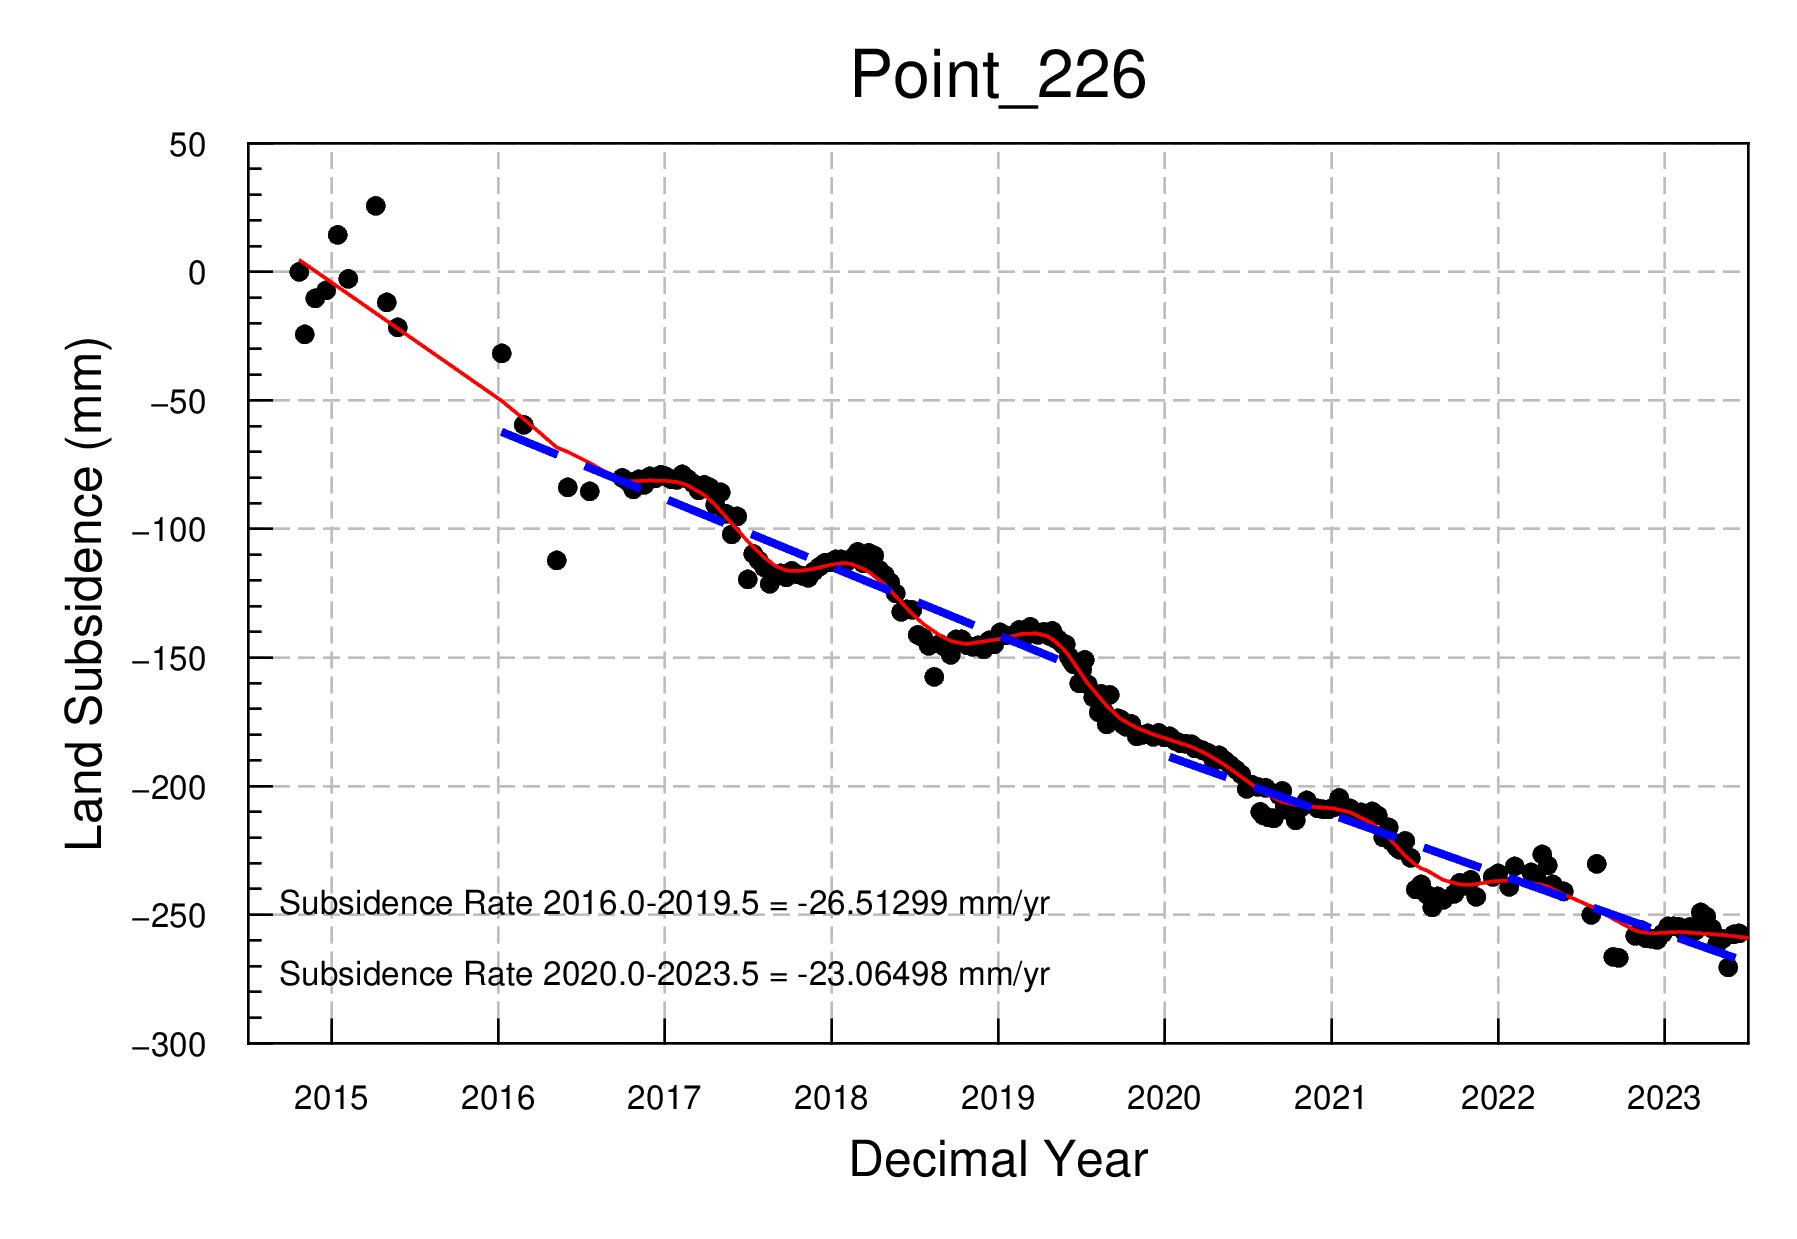 Point_226
50
0
−50
−100
−150
−200
−250
−300
Land Subsidence (mm)
Subsidence Rate 2016.0-2019.5 = -26.51299 mm/yr
Subsidence Rate 2020.0-2023.5 = -23.06498 mm/yr
2015 2016 2017 2018 2019 2020 2021 2022 2023
Decimal Year